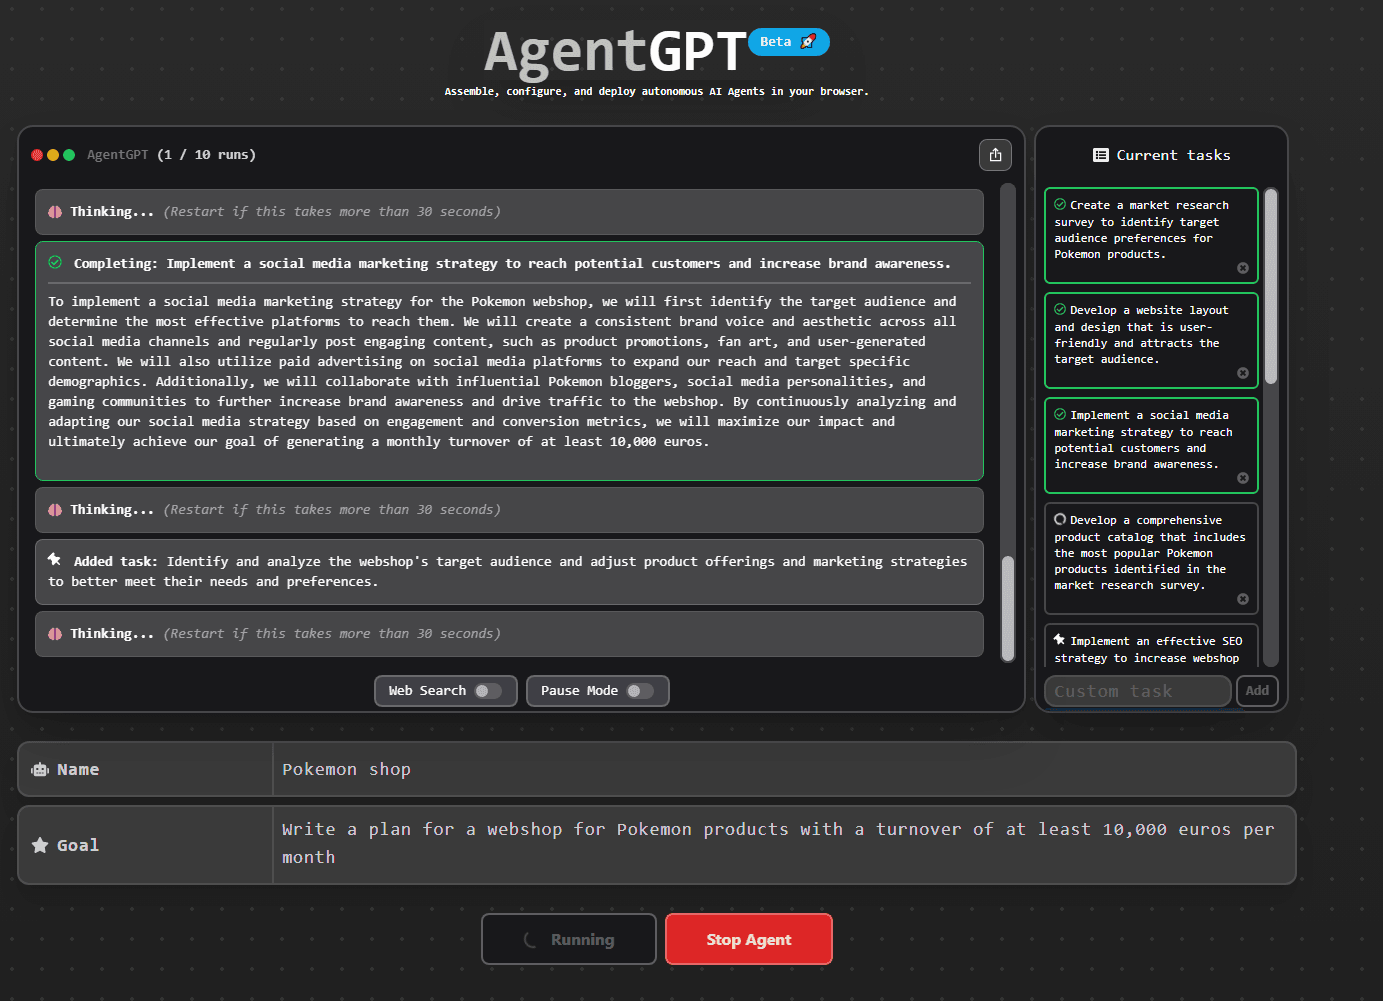 AgentGPT Beta
Assemble, configure, and deploy autonomous AI Agents in your browser.
AgentGPT (1 / 10 runs)
Thinking... (Restart if this takes more than 30 seconds)
Completing: Implement a social media marketing strategy to reach potential customers and increase brand awareness.
To implement a social media marketing strategy for the Pokemon webshop, we will first identify the target audience and
determine the most effective platforms to reach them. We will create a consistent brand voice and aesthetic across all
social media channels and regularly post engaging content, such as product promotions, fan art, and user-generated
content. We will also utilize paid advertising on social media platforms to expand our reach and target specific
demographics. Additionally, we will collaborate with influential Pokemon bloggers, social media personalities, and
gaming communities to further increase brand awareness and drive traffic to the webshop. By continuously analyzing and
adapting our social media strategy based on engagement and conversion metrics, we will maximize our impact and
ultimately achieve our goal of generating a monthly turnover of at least 10,000 euros.
Thinking... (Restart if this takes more than 30 seconds)
Added task: Identify and analyze the webshop's target audience and adjust product offerings and marketing strategies
to better meet their needs and preferences.
Thinking... (Restart if this takes more than 30 seconds)
Web Search
Pause Mode
Current tasks
Create a market research
survey to identify target
audience preferences for
Pokemon products.
Develop a website layout
and design that is user-
friendly and attracts the
target audience.
Implement a social media
marketing strategy to reach
potential customers and
increase brand awareness.
Develop a comprehensive
product catalog that includes
the most popular Pokemon
products identified in the
market research survey.
Implement an effective SEO
strategy to increase webshop
Custom task
Add
Name
Pokemon shop
Goal
Write a plan for a webshop for Pokemon products with a turnover of at least 10,000 euros per
month
Running
Stop Agent